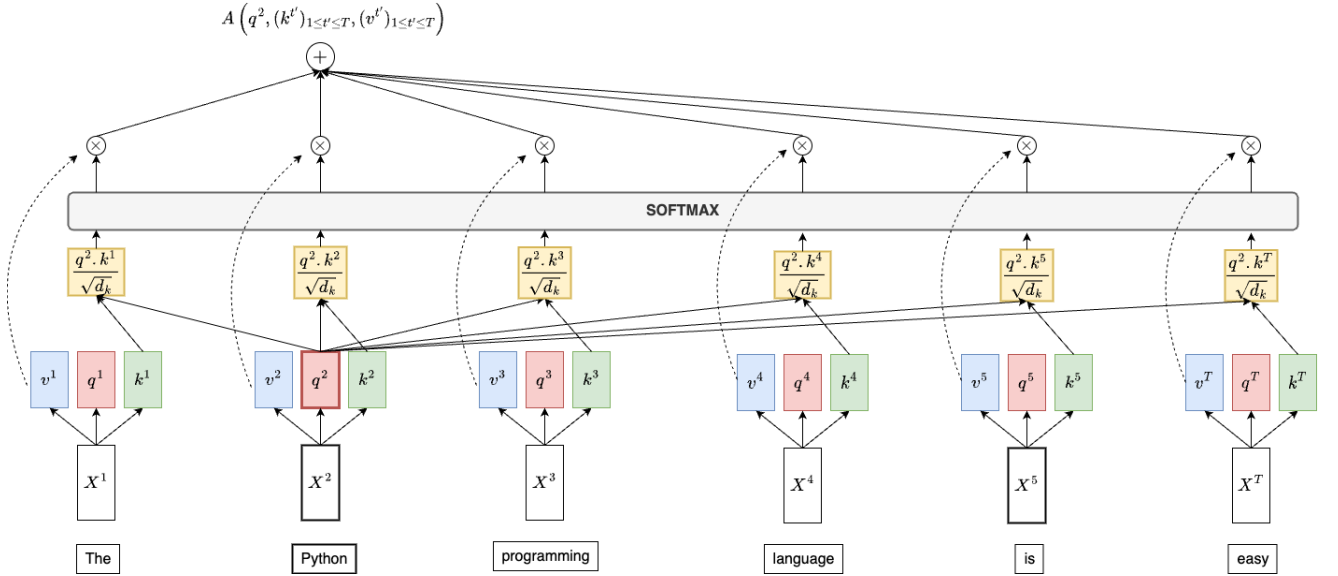 A(q², (k^{t'})_{1≤t'≤T}, (v^{t'})_{1≤t'≤T})
+
× × × × × ×
SOFTMAX
q².k¹/√d_k q².k²/√d_k q².k³/√d_k q².k⁴/√d_k q².k⁵/√d_k q².k^T/√d_k
v¹ q¹ k¹ v² q² k² v³ q³ k³ v⁴ q⁴ k⁴ v⁵ q⁵ k⁵ v^T q^T k^T
X¹ X² X³ X⁴ X⁵ X^T
The Python programming language is easy